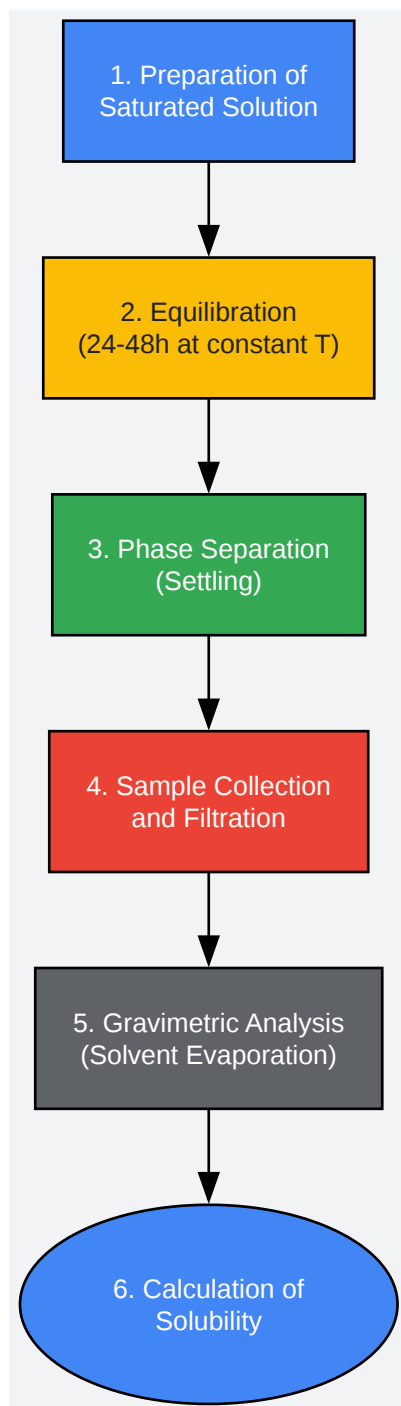 1. Preparation of
Saturated Solution
2. Equilibration
(24-48h at constant T)
3. Phase Separation
(Settling)
4. Sample Collection
and Filtration
5. Gravimetric Analysis
(Solvent Evaporation)
6. Calculation of
Solubility